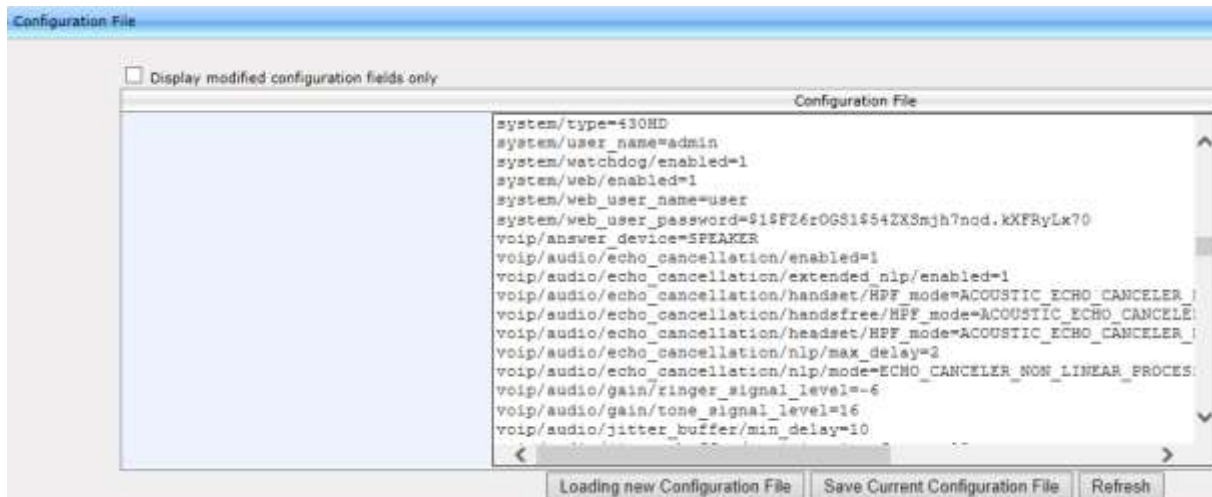 Configuration File
Display modified configuration fields only
Configuration File
system/type=430HD
system/user_name=admin
system/watchdog/enabled=1
system/web/enabled=1
system/web_user_name=user
system/web_user_password=$1$FZ6rOGS1$54ZXSmjh7nod.kXFRyLx70
voip/answer_device=SPEAKER
voip/audio/echo_cancellation/enabled=1
voip/audio/echo_cancellation/extended_nlp/enabled=1
voip/audio/echo_cancellation/handset/HPF_mode=ACOUSTIC_ECHO_CANCELER_
voip/audio/echo_cancellation/handsfree/HPF_mode=ACOUSTIC_ECHO_CANCELE
voip/audio/echo_cancellation/headset/HPF_mode=ACOUSTIC_ECHO_CANCELER_
voip/audio/echo_cancellation/nlp/max_delay=2
voip/audio/echo_cancellation/nlp/mode=ECHO_CANCELER_NON_LINEAR_PROCES
voip/audio/gain/ringer_signal_level=-6
voip/audio/gain/tone_signal_level=16
voip/audio/jitter_buffer/min_delay=10
Loading new Configuration File
Save Current Configuration File
Refresh